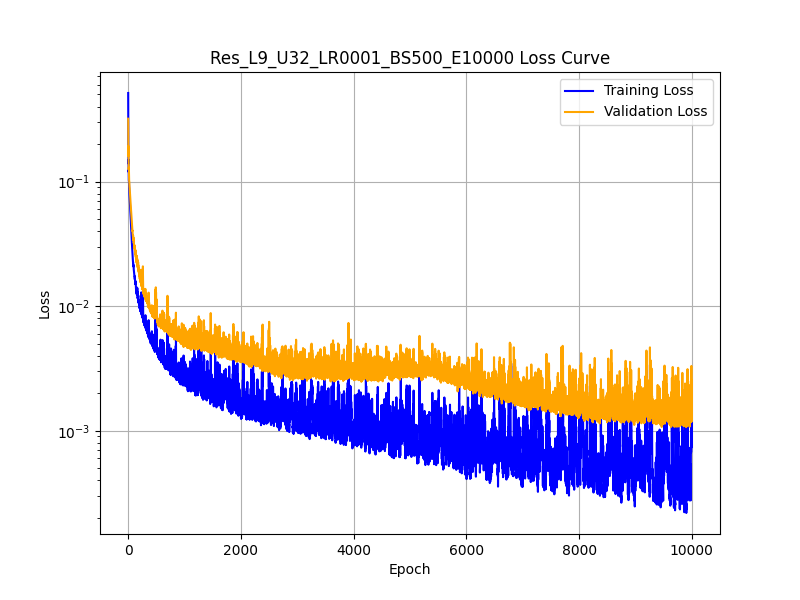 Res_L9_U32_LR0001_BS500_E10000 Loss Curve
Training Loss
Validation Loss
10⁻¹
10⁻²
10⁻³
Loss
0 2000 4000 6000 8000 10000
Epoch